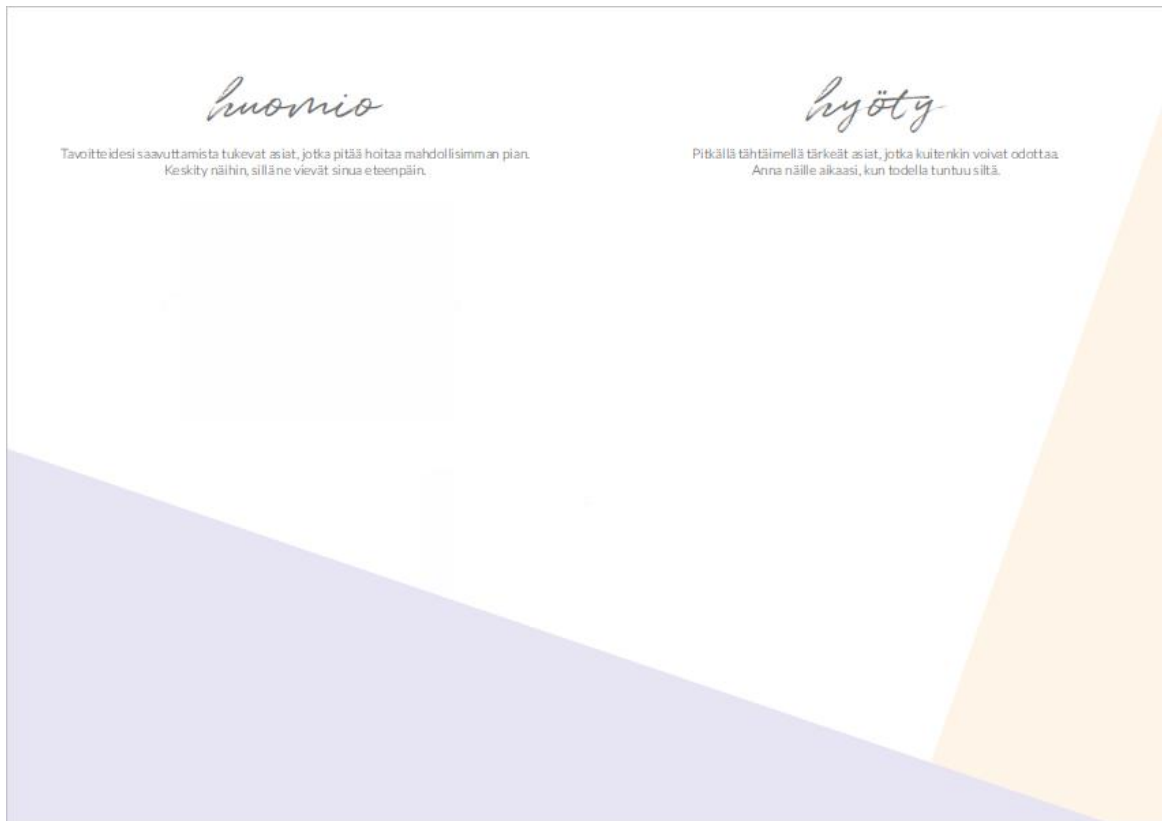 huomio
Tavoitteidesi saavuttamista tukevat asiat, jotka pitää hoitaa mahdollisimman pian.
Keskity näihin, sillä ne vievät sinua eteenpäin.
hyöty
Pitkällä tähtäimellä tärkeät asiat, jotka kuitenkin voivat odottaa.
Anna näille aikaasi, kun todella tuntuu siltä.